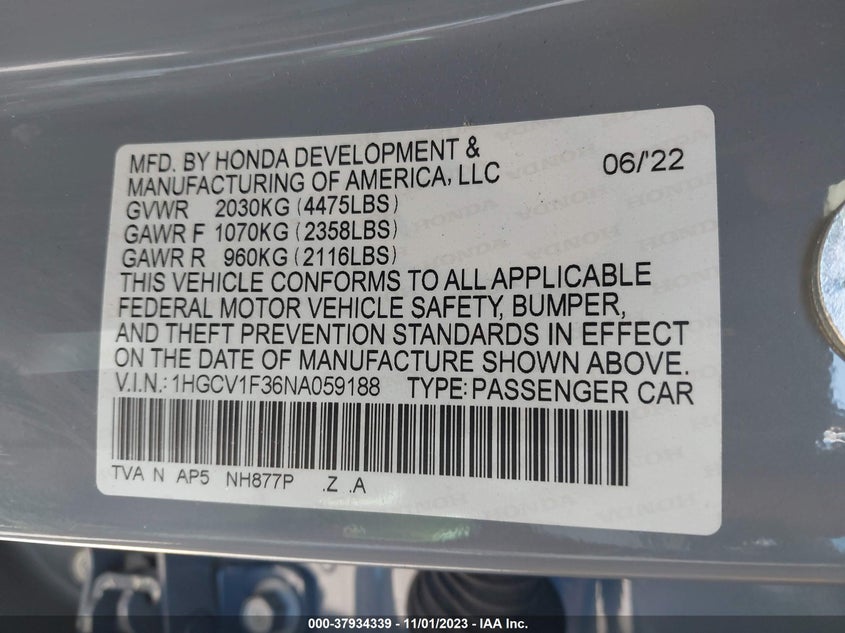 MFD. BY HONDA DEVELOPMENT &
MANUFACTURING OF AMERICA, LLC 06/'22
GVWR 2030KG (4475LBS)
GAWR F 1070KG (2358LBS)
GAWR R 960KG (2116LBS)
THIS VEHICLE CONFORMS TO ALL APPLICABLE
FEDERAL MOTOR VEHICLE SAFETY, BUMPER,
AND THEFT PREVENTION STANDARDS IN EFFECT
ON THE DATE OF MANUFACTURE SHOWN ABOVE.
V.I.N.: 1HGCV1F36NA059188 TYPE: PASSENGER CAR
TVA N AP5 NH877P .Z .A
000-37934339 - 11/01/2023 - IAA Inc.